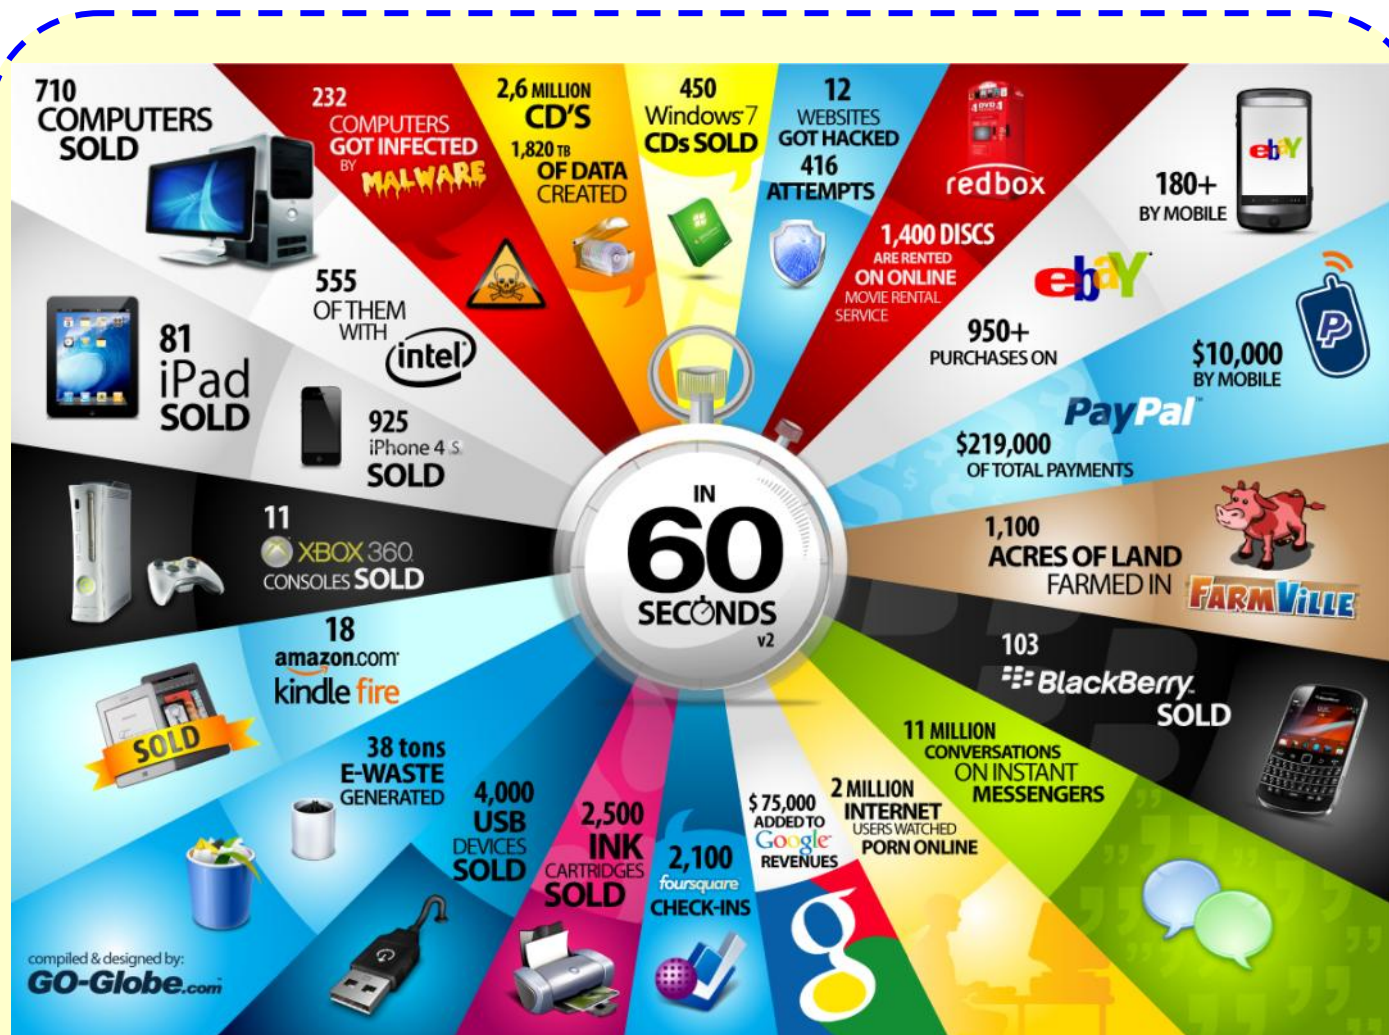 710
COMPUTERS
SOLD
555
OF THEM
WITH
intel
232
COMPUTERS
GOT INFECTED
BY
MALWARE
2,6 MILLION
CD'S
1,820 TB
OF DATA
CREATED
450
Windows 7
CDs SOLD
12
WEBSITES
GOT HACKED
416
ATTEMPTS
redbox
1,400 DISCS
ARE RENTED
ON ONLINE
MOVIE RENTAL
SERVICE
ebaY
180+
BY MOBILE
ebaY
950+
PURCHASES ON
$10,000
BY MOBILE
PayPal
$219,000
OF TOTAL PAYMENTS
1,100
ACRES OF LAND
FARMED IN
FARMVILLE
103
BlackBerry
SOLD
11 MILLION
CONVERSATIONS
ON INSTANT
MESSENGERS
2 MILLION
INTERNET
USERS WATCHED
PORN ONLINE
$ 75,000
ADDED TO
Google
REVENUES
2,100
foursquare
CHECK-INS
2,500
INK
CARTRIDGES
SOLD
4,000
USB
DEVICES
SOLD
38 tons
E-WASTE
GENERATED
18
amazon.com
kindle fire
SOLD
11
XBOX 360
CONSOLES SOLD
81
iPad
SOLD
925
iPhone 4 S
SOLD
IN
60
SECONDS
v2
compiled & designed by:
GO-Globe.com